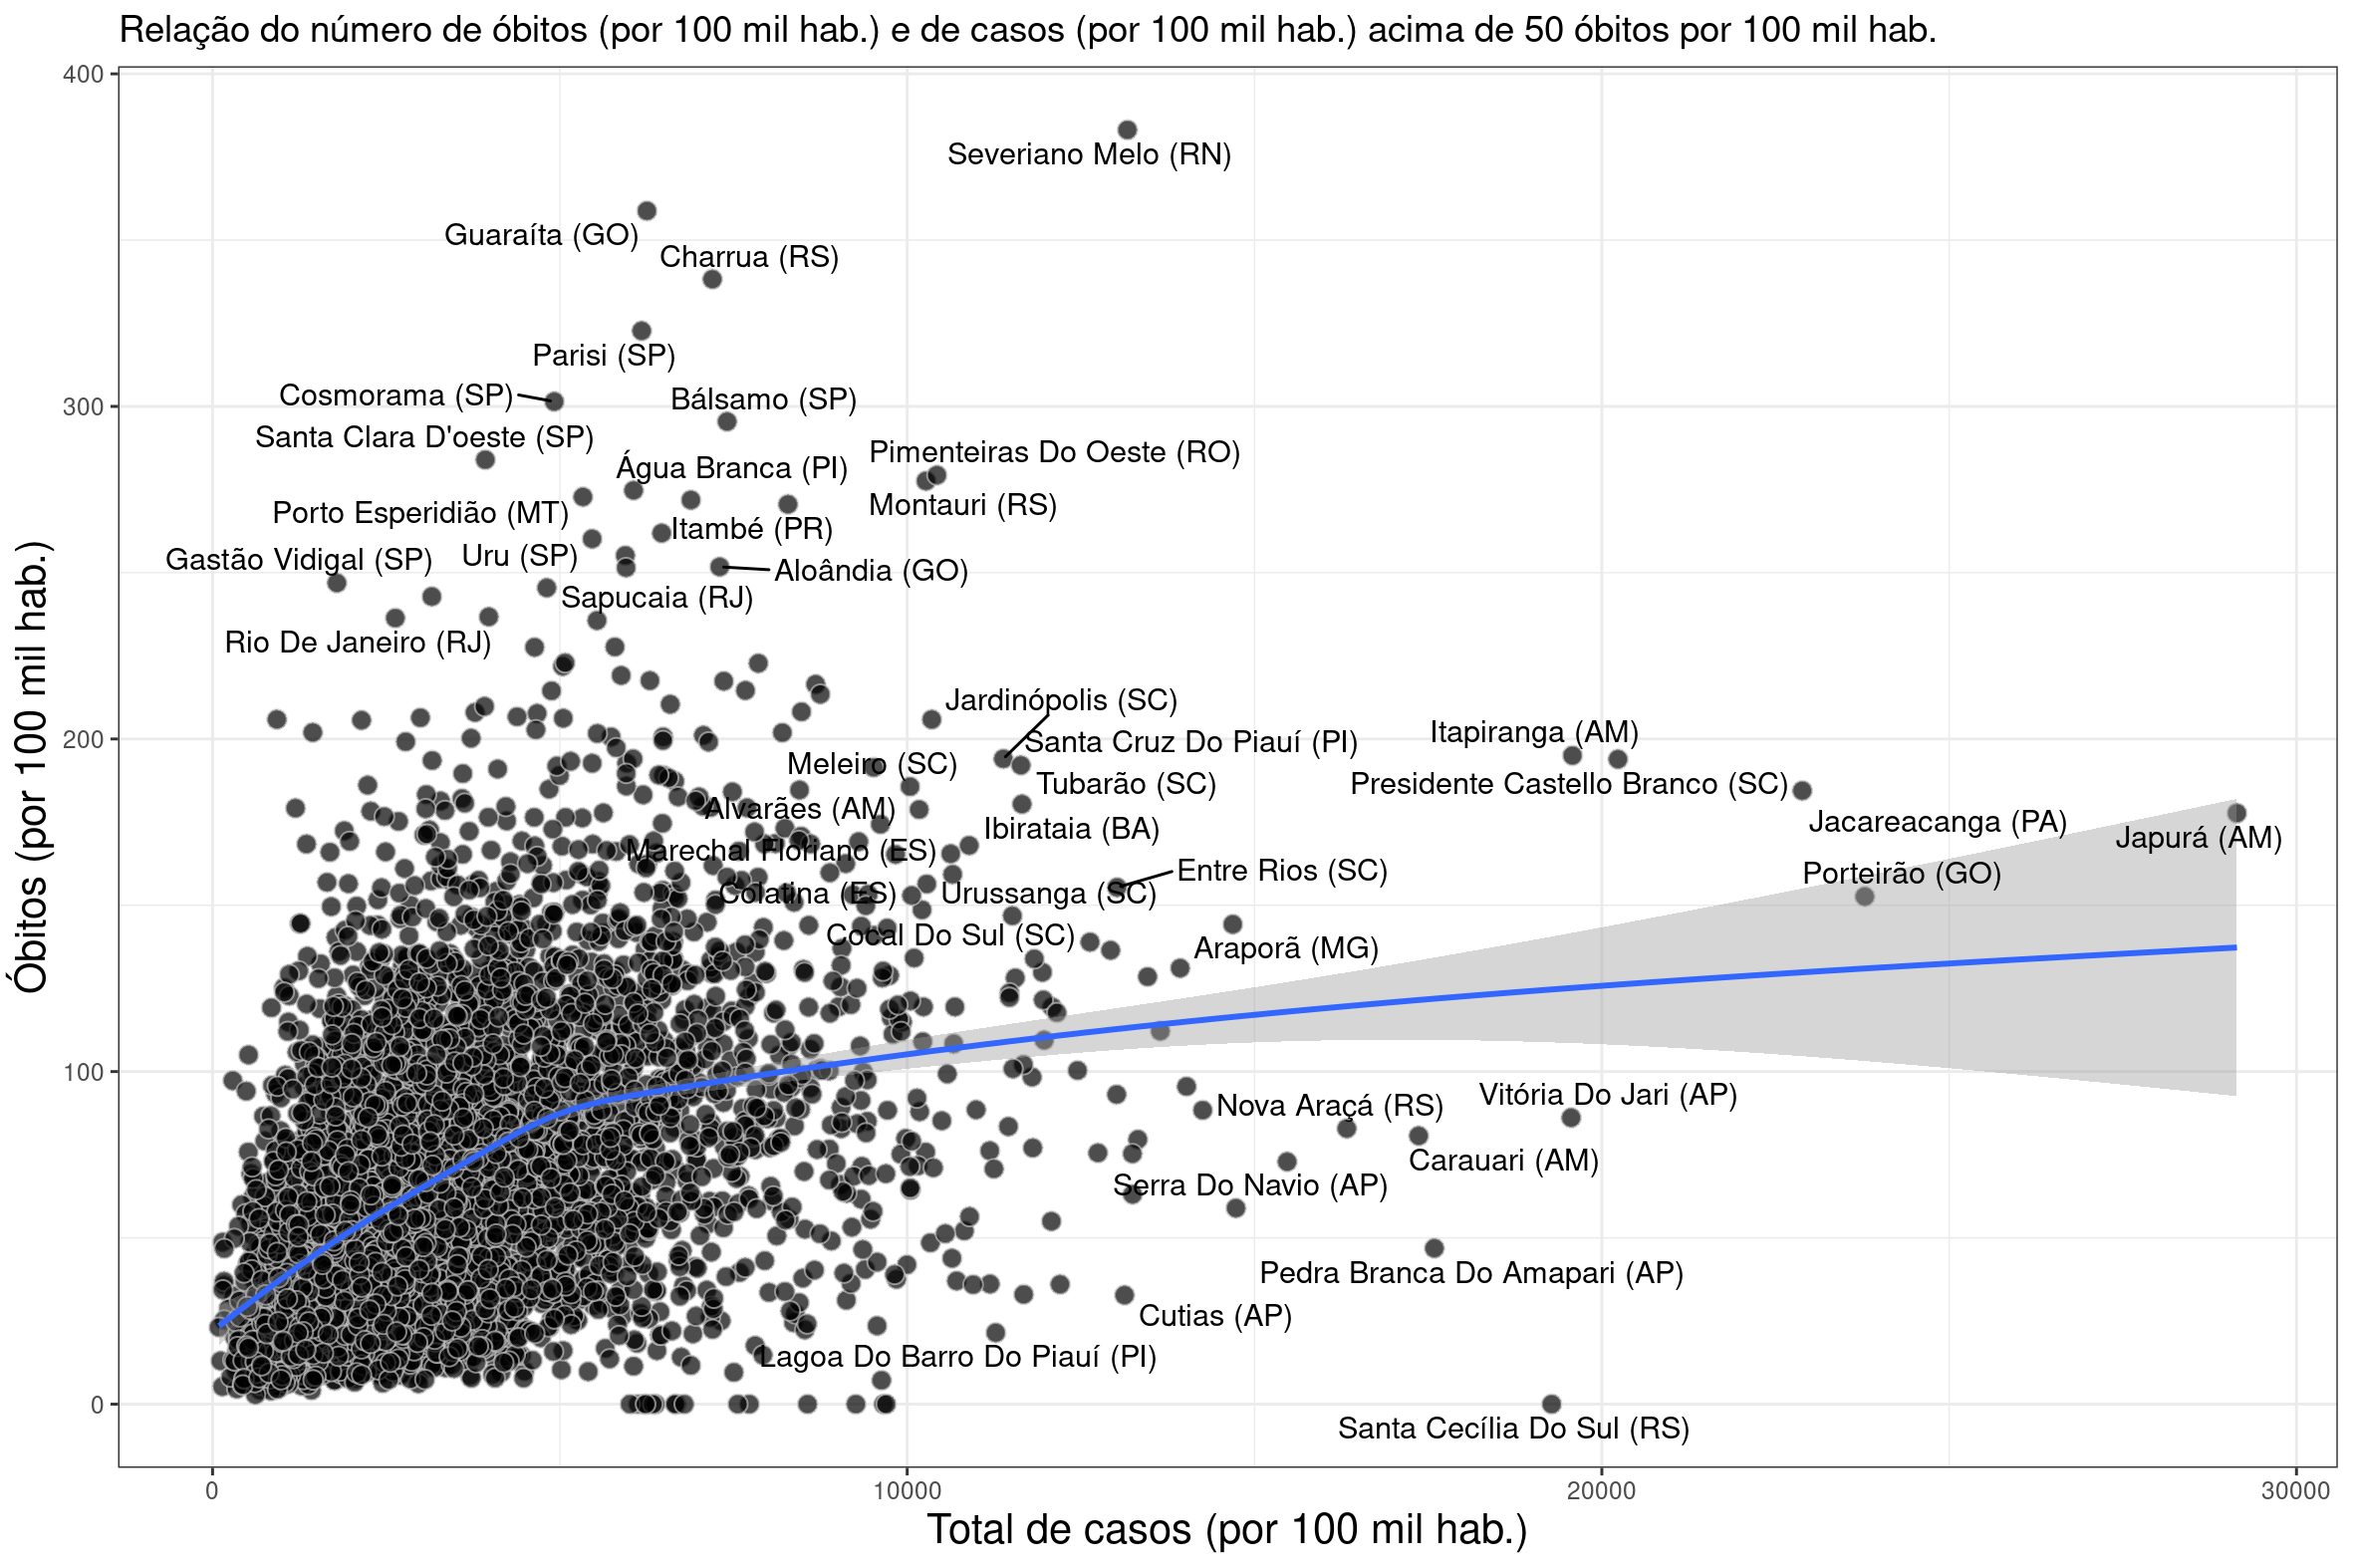 Relação do número de óbitos (por 100 mil hab.) e de casos (por 100 mil hab.) acima de 50 óbitos por 100 mil hab.
400
Severiano Melo (RN)
Guaraíta (GO)
Charrua (RS)
Parisi (SP)
Cosmorama (SP)
Bálsamo (SP)
300
Santa Clara D'oeste (SP)
Pimenteiras Do Oeste (RO)
Água Branca (PI)
Montauri (RS)
Porto Esperidião (MT)
Itambé (PR)
Uru (SP)
Gastão Vidigal (SP)
Aloândia (GO)
Sapucaia (RJ)
Rio De Janeiro (RJ)
Jardinópolis (SC)
Itapiranga (AM)
200
Santa Cruz Do Piauí (PI)
Meleiro (SC)
Tubarão (SC)
Presidente Castello Branco (SC)
Alvarães (AM)
Jacareacanga (PA)
Ibirataia (BA)
Japurá (AM)
Marechal Floriano (ES)
Entre Rios (SC)
Porteirão (GO)
Colatina (ES)
Urussanga (SC)
Cocal Do Sul (SC)
Araporã (MG)
100
Vitória Do Jari (AP)
Nova Araçá (RS)
Carauari (AM)
Serra Do Navio (AP)
Pedra Branca Do Amapari (AP)
Cutias (AP)
Lagoa Do Barro Do Piauí (PI)
0
Santa Cecília Do Sul (RS)
Óbitos (por 100 mil hab.)
0
10000
20000
30000
Total de casos (por 100 mil hab.)